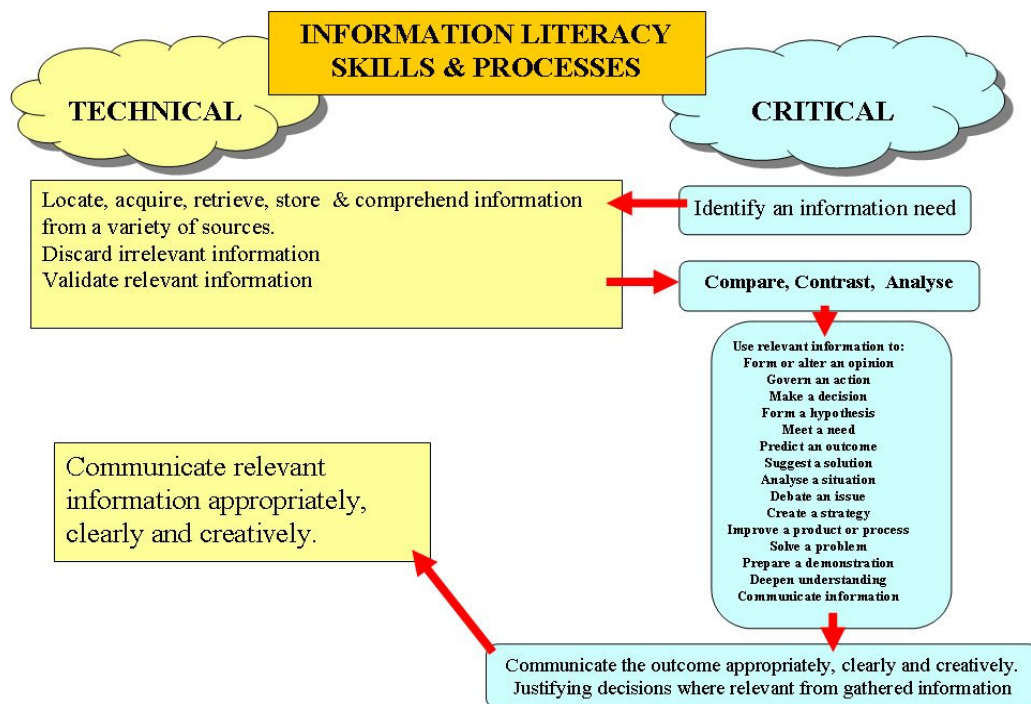 INFORMATION LITERACY
SKILLS & PROCESSES
TECHNICAL
CRITICAL
Locate, acquire, retrieve, store & comprehend information
from a variety of sources.
Discard irrelevant information
Validate relevant information
Identify an information need
Compare, Contrast, Analyse
Use relevant information to:
Form or alter an opinion
Govern an action
Make a decision
Form a hypothesis
Meet a need
Predict an outcome
Suggest a solution
Analyse a situation
Debate an issue
Create a strategy
Improve a product or process
Solve a problem
Prepare a demonstration
Deepen understanding
Communicate information
Communicate relevant
information appropriately,
clearly and creatively.
Communicate the outcome appropriately, clearly and creatively.
Justifying decisions where relevant from gathered information